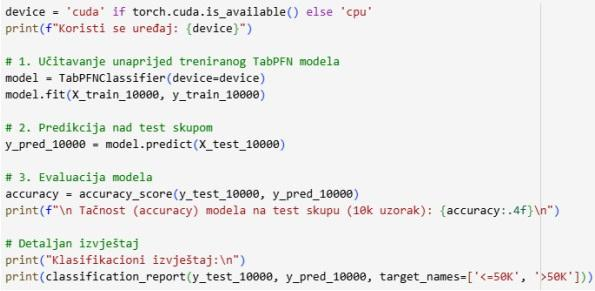 device = 'cuda' if torch.cuda.is_available() else 'cpu'
print(f"Koristi se uređaj: {device}")
# 1. Učitavanje unaprijed treniranog TabPFN modela
model = TabPFNClassifier(device=device)
model.fit(X_train_10000, y_train_10000)
# 2. Predikcija nad test skupom
y_pred_10000 = model.predict(X_test_10000)
# 3. Evaluacija modela
accuracy = accuracy_score(y_test_10000, y_pred_10000)
print(f"\n Tačnost (accuracy) modela na test skupu (10k uzorak): {accuracy:.4f}\n")
# Detaljan izvještaj
print("Klasifikacioni izvještaj:\n")
print(classification_report(y_test_10000, y_pred_10000, target_names=['<=50K', '>50K']))